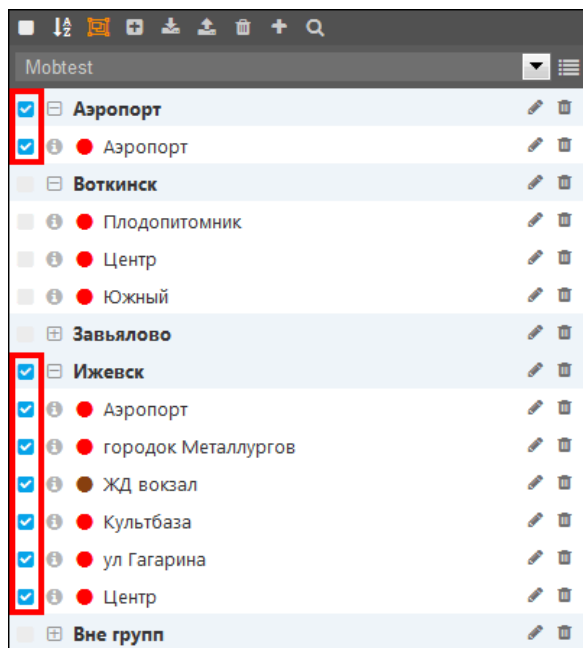 Mobtest
Аэропорт
Аэропорт
Воткинск
Плодопитомник
Центр
Южный
Завьялово
Ижевск
Аэропорт
городок Металлургов
ЖД вокзал
Культбаза
ул Гагарина
Центр
Вне групп